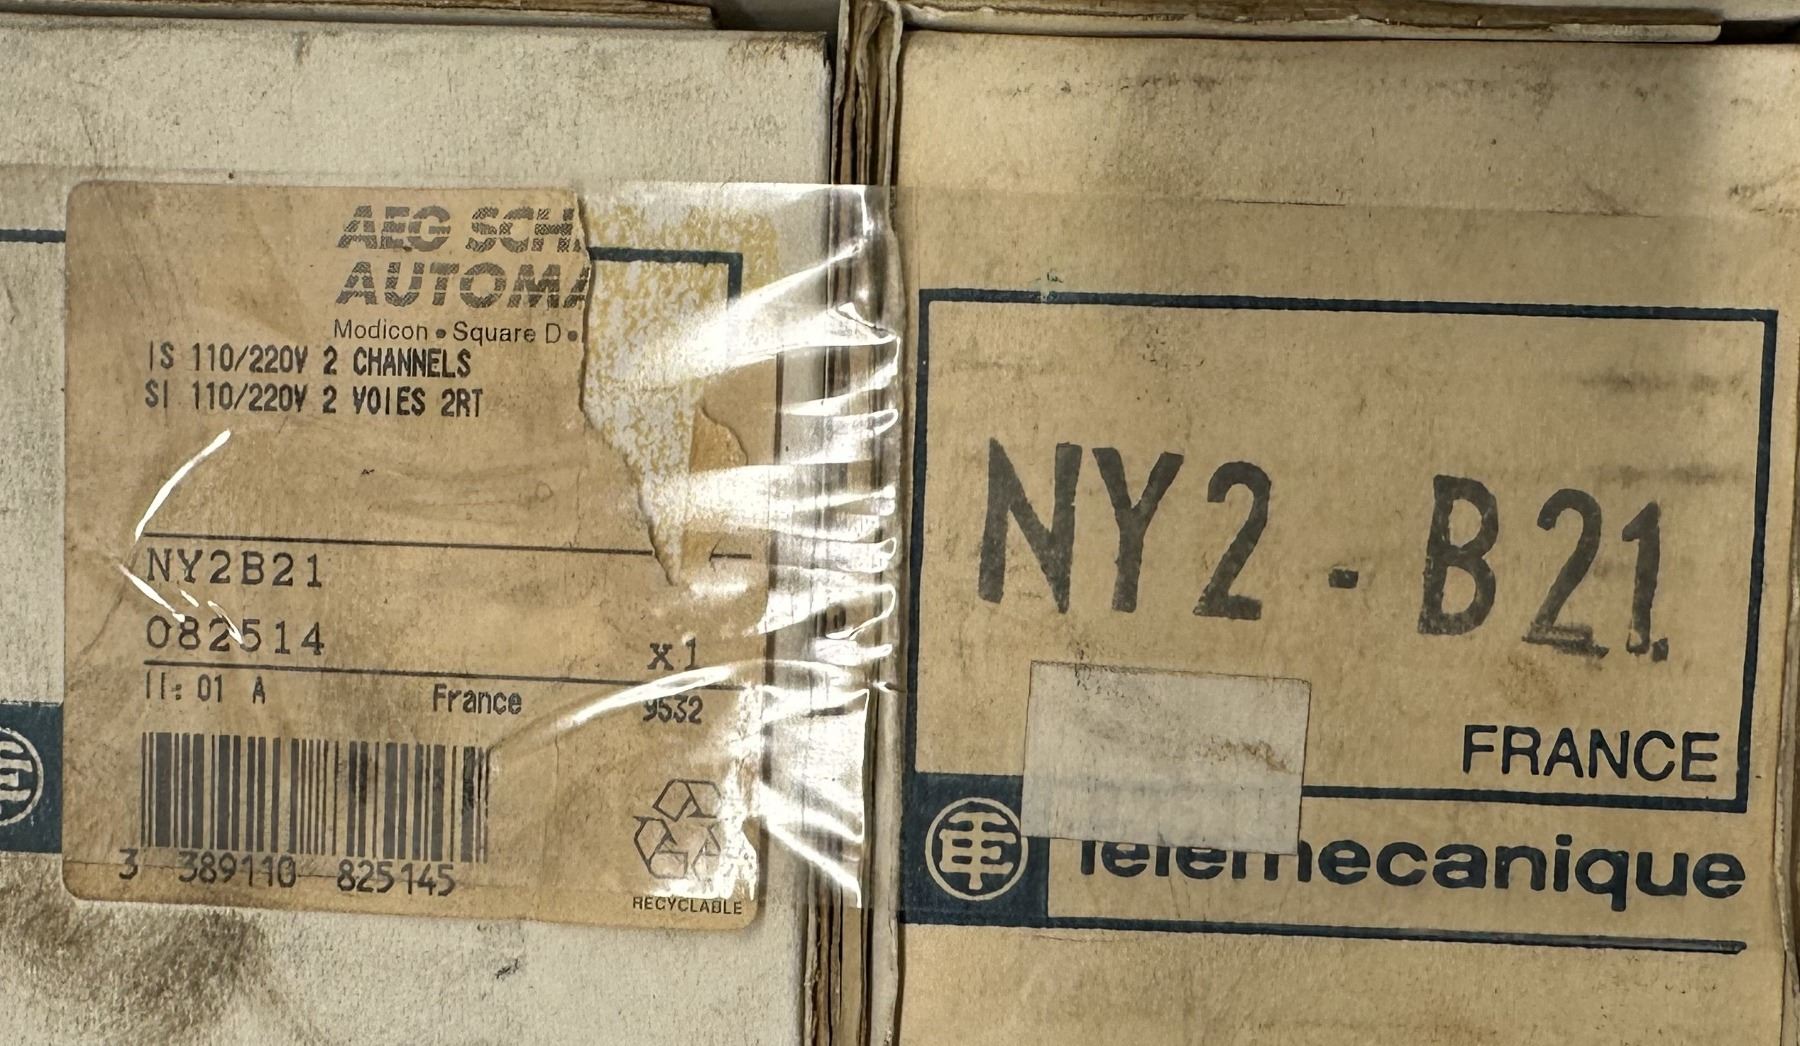 AEG SCH
AUTOMA
Modicon • Square D •
IS 110/220V 2 CHANNELS
SI 110/220V 2 VOIES 2RT
NY2B21
082514
X1
II: 01 A France 9532
3 389110 825145
RECYCLABLE
NY2-B21
FRANCE
Telemecanique